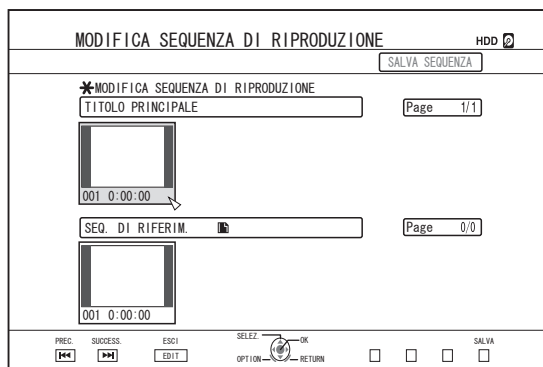 MODIFICA SEQUENZA DI RIPRODUZIONE HDD
SALVA SEQUENZA
MODIFICA SEQUENZA DI RIPRODUZIONE
TITOLO PRINCIPALE Page 1/1
001 0:00:00
SEQ. DI RIFERIM. Page 0/0
001 0:00:00
PREC. SUCCESS. ESCI SELEZ. OK SALVA
EDIT OPTION RETURN